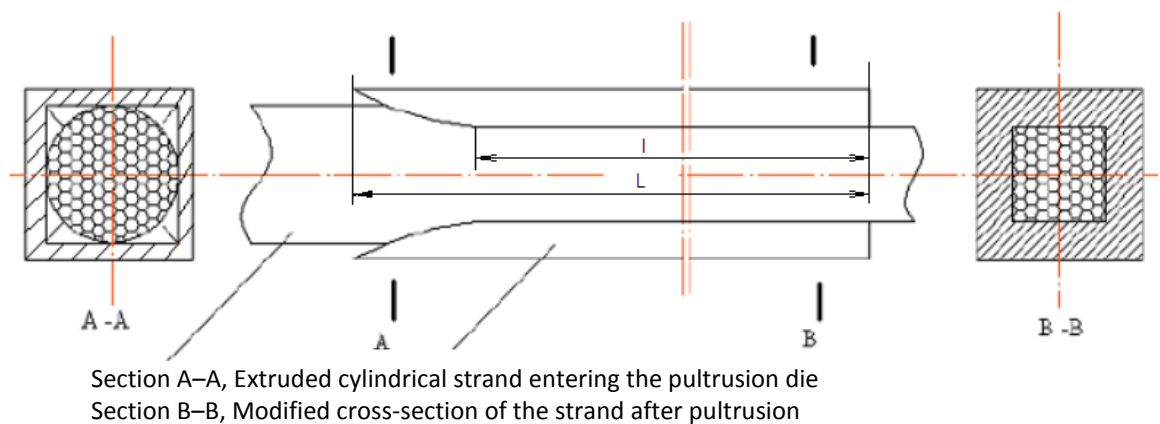 l
L
A -A
A
B
B -B
Section A–A, Extruded cylindrical strand entering the pultrusion die
Section B–B, Modified cross-section of the strand after pultrusion